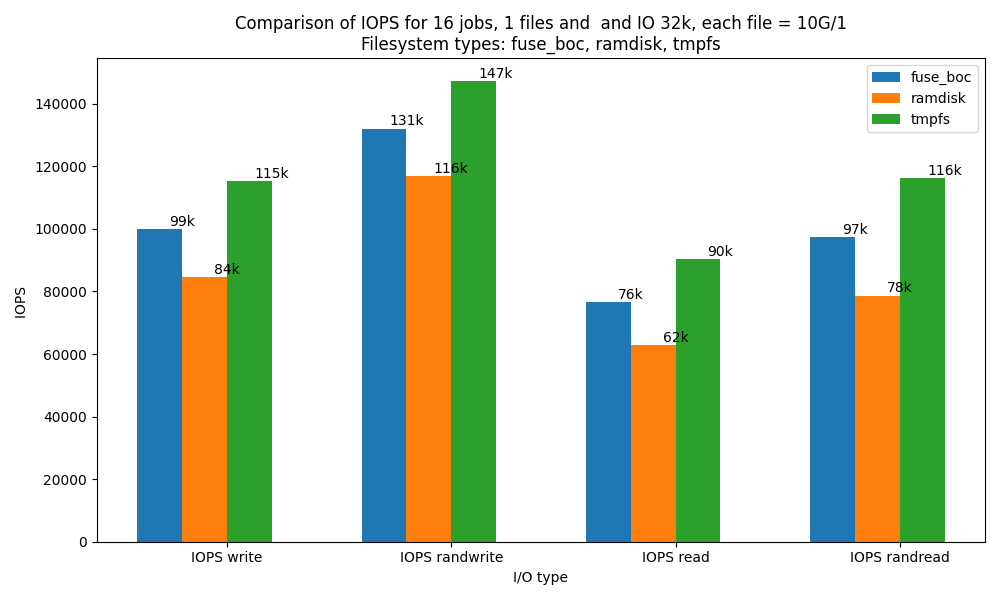 Comparison of IOPS for 16 jobs, 1 files and  and IO 32k, each file = 10G/1
Filesystem types: fuse_boc, ramdisk, tmpfs
fuse_boc
ramdisk
tmpfs
IOPS
140000
120000
100000
80000
60000
40000
20000
0
99k
84k
115k
131k
116k
147k
76k
62k
90k
97k
78k
116k
IOPS write
IOPS randwrite
IOPS read
IOPS randread
I/O type